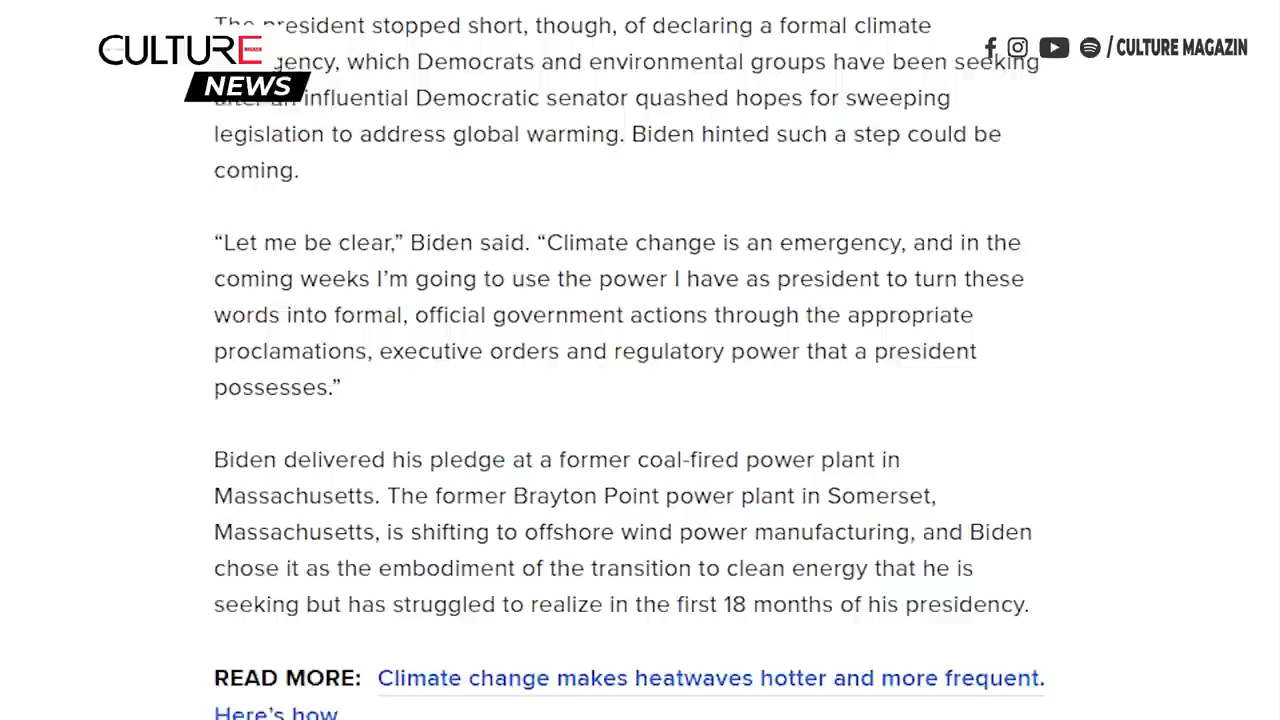 The president stopped short, though, of declaring a formal climate
CULTURE
NEWS
/ CULTURE MAGAZIN
which Democrats and environmental groups have been seeking
after an influential Democratic senator quashed hopes for sweeping
legislation to address global warming. Biden hinted such a step could be
coming.
“Let me be clear,” Biden said. “Climate change is an emergency, and in the
coming weeks I’m going to use the power I have as president to turn these
words into formal, official government actions through the appropriate
proclamations, executive orders and regulatory power that a president
possesses.”
Biden delivered his pledge at a former coal-fired power plant in
Massachusetts. The former Brayton Point power plant in Somerset,
Massachusetts, is shifting to offshore wind power manufacturing, and Biden
chose it as the embodiment of the transition to clean energy that he is
seeking but has struggled to realize in the first 18 months of his presidency.
READ MORE: Climate change makes heatwaves hotter and more frequent.
Here’s how